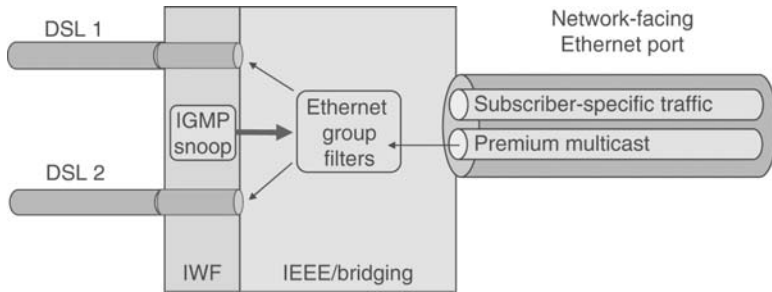 DSL 1
Network-facing
Ethernet port
Subscriber-specific traffic
IGMP
snoop
Ethernet
group
filters
Premium multicast
DSL 2
IWF
IEEE/bridging